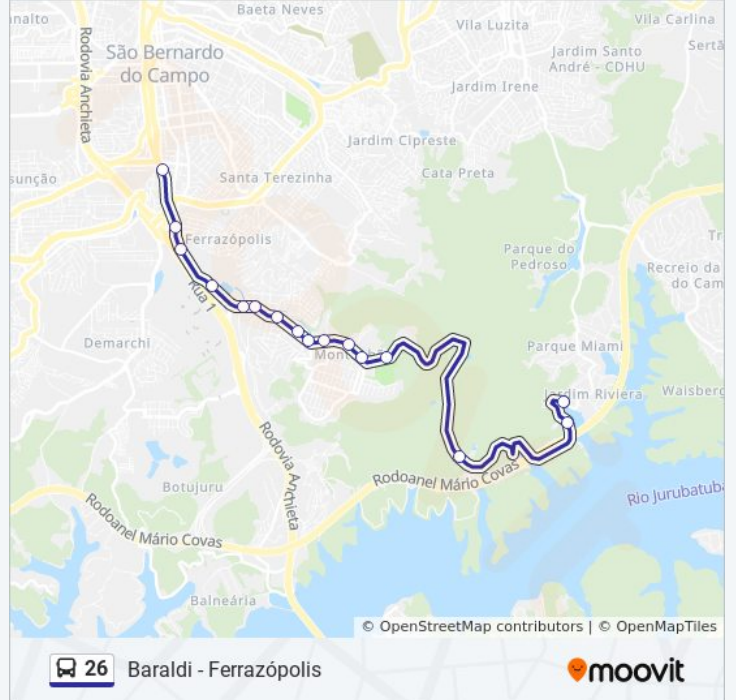 analto
Baeta Neves
Vila Luzita
Vila Carlina
Sertã
São Bernardo
do Campo
Rodovia Anchieta
Jardim Santo
André - CDHU
Jardim Irene
Jardim Cipreste
Cata Preta
sunção
Santa Terezinha
Ferrazópolis
Parque do
Pedroso
Tr
Recreio da
do Cam
Rua 1
Demarchi
Mont
Parque Miami
Jardim Riviera
Waisberg
Rodovia Anchieta
Botujuru
Rodoanel Mário Covas
Rio Jurubatuba
Rodoanel Mário Covas
Balneária
© OpenStreetMap contributors | © OpenMapTiles
26 Baraldi - Ferrazópolis
moovit